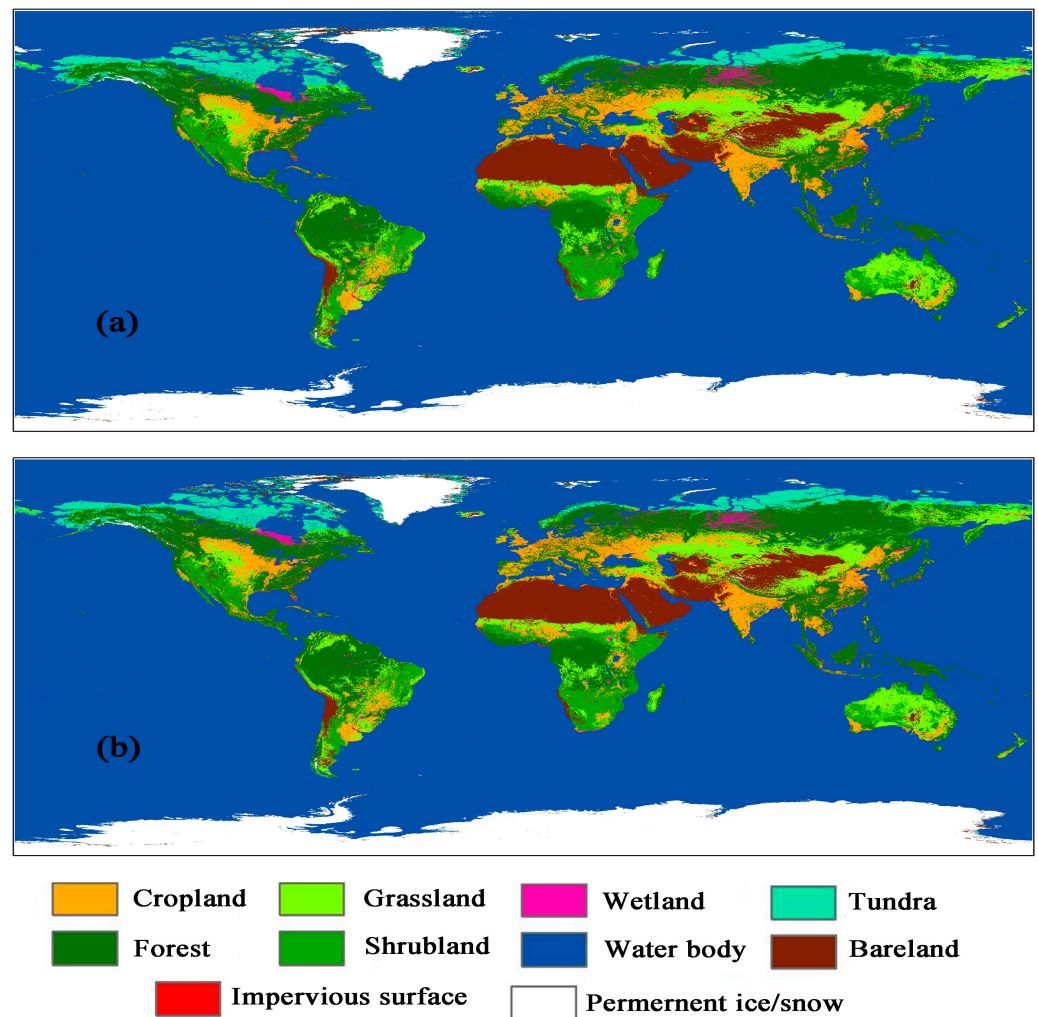 (a)
(b)
Cropland Grassland Wetland Tundra
Forest Shrubland Water body Bareland
Impervious surface Permernent ice/snow